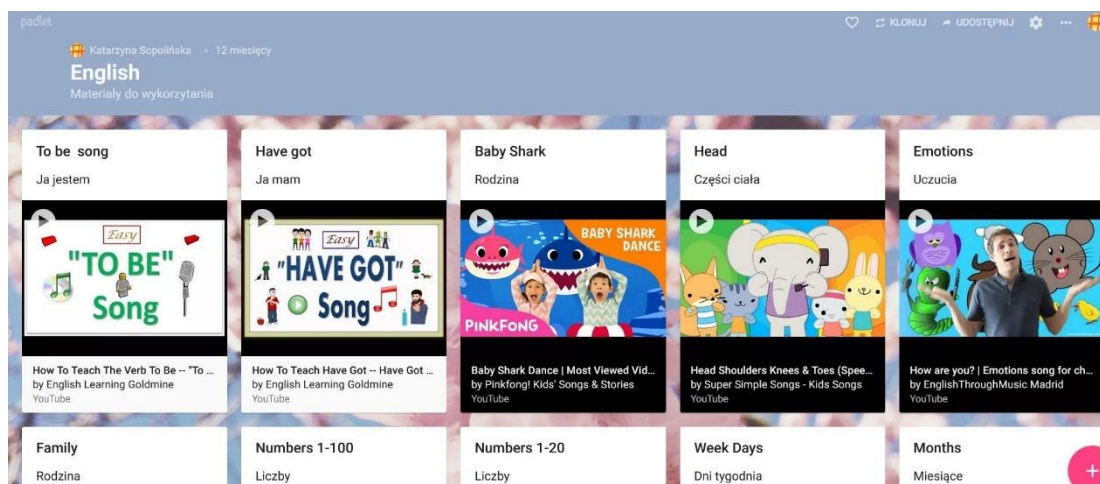 padlet
KLONUJ UDOSTĘPNIJ
Katarzyna Sopolińska • 12 miesięcy
English
Materiały do wykorzytania
To be song
Ja jestem
Easy
"TO BE"
Song
How To Teach The Verb To Be -- "To ...
by English Learning Goldmine
YouTube
Have got
Ja mam
Easy
"HAVE GOT"
Song
How To Teach Have Got -- Have Got ...
by English Learning Goldmine
YouTube
Baby Shark
Rodzina
BABY SHARK
DANCE
PINKFONG
Baby Shark Dance | Most Viewed Vid...
by Pinkfong! Kids' Songs & Stories
YouTube
Head
Części ciała
Head Shoulders Knees & Toes (Spee...
by Super Simple Songs - Kids Songs
YouTube
Emotions
Uczucia
How are you? | Emotions song for ch...
by EnglishThroughMusic Madrid
YouTube
Family
Rodzina
Numbers 1-100
Liczby
Numbers 1-20
Liczby
Week Days
Dni tygodnia
Months
Miesiące